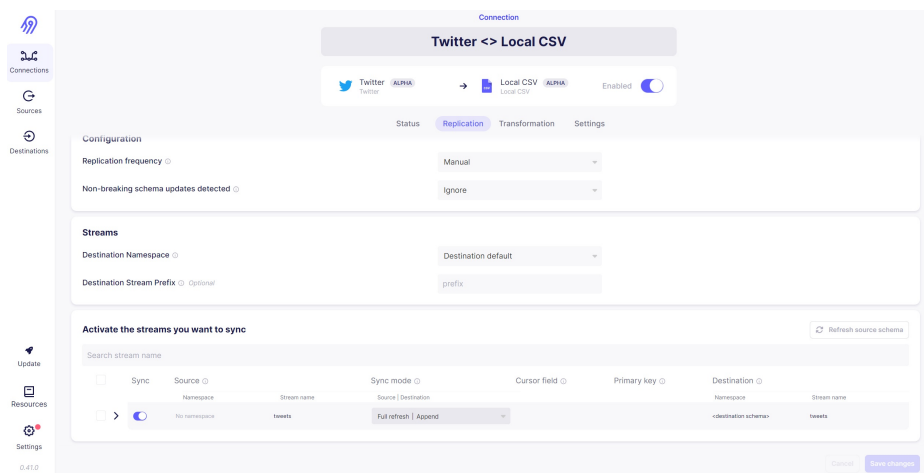 Connection
Twitter <> Local CSV
Connections
Twitter ALPHA
Twitter
Local CSV ALPHA
Local CSV
Enabled
Sources
Status Replication Transformation Settings
Destinations
Configuration
Replication frequency
Manual
Non-breaking schema updates detected
Ignore
Streams
Destination Namespace
Destination default
Destination Stream Prefix Optional
prefix
Activate the streams you want to sync
Refresh source schema
Search stream name
Update
Sync Source Sync mode Cursor field Primary key Destination
Namespace Stream name Source | Destination Namespace Stream name
Resources
No namespace tweets Full refresh | Append <destination schema> tweets
Settings
Cancel Save changes
0.41.0